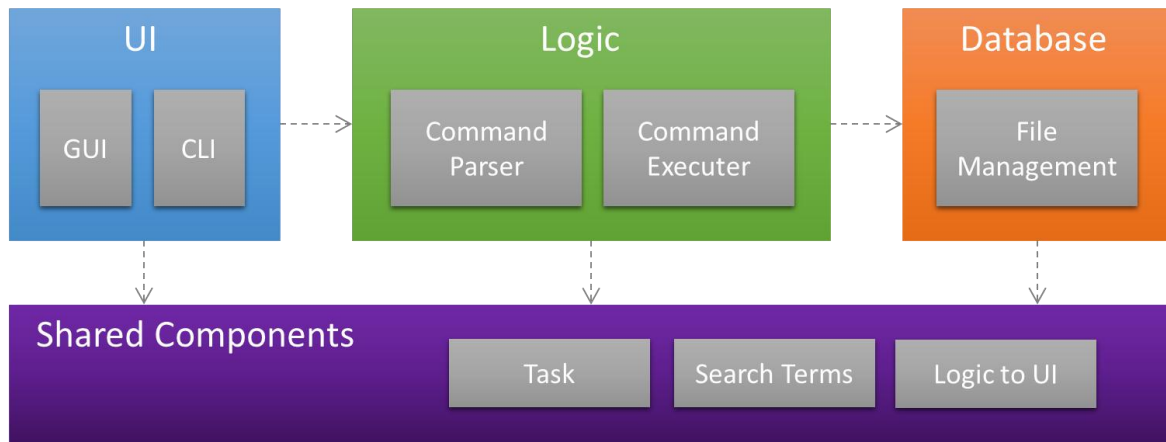 UI
GUI
CLI
Logic
Command
Parser
Command
Executer
Database
File
Management
Shared Components
Task
Search Terms
Logic to UI